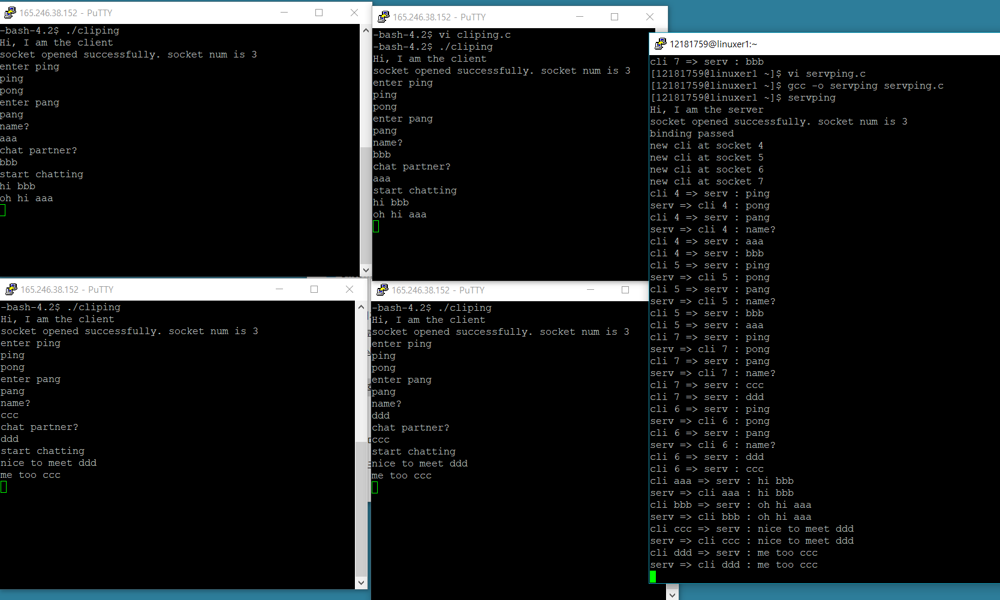 165.246.38.152 - PuTTY
-bash-4.2$ ./cliping
Hi, I am the client
socket opened successfully. socket num is 3
enter ping
ping
pong
enter pang
pang
name?
aaa
chat partner?
bbb
start chatting
hi bbb
oh hi aaa
165.246.38.152 - PuTTY
-bash-4.2$ vi cliping.c
-bash-4.2$ ./cliping
Hi, I am the client
socket opened successfully. socket num is 3
enter ping
ping
pong
enter pang
pang
name?
bbb
chat partner?
aaa
start chatting
hi bbb
oh hi aaa
165.246.38.152 - PuTTY
-bash-4.2$ ./cliping
Hi, I am the client
socket opened successfully. socket num is 3
enter ping
ping
pong
enter pang
pang
name?
ccc
chat partner?
ddd
start chatting
nice to meet ddd
me too ccc
165.246.38.152 - PuTTY
-bash-4.2$ ./cliping
Hi, I am the client
socket opened successfully. socket num is 3
enter ping
ping
pong
enter pang
pang
name?
ddd
chat partner?
ccc
start chatting
nice to meet ddd
me too ccc
12181759@linuxer1:~
cli 7 => serv : bbb
[12181759@linuxer1 ~]$ vi servping.c
[12181759@linuxer1 ~]$ gcc -o servping servping.c
[12181759@linuxer1 ~]$ servping
Hi, I am the server
socket opened successfully. socket num is 3
binding passed
new cli at socket 4
new cli at socket 5
new cli at socket 6
new cli at socket 7
cli 4 => serv : ping
serv => cli 4 : pong
cli 4 => serv : pang
serv => cli 4 : name?
cli 4 => serv : aaa
cli 4 => serv : bbb
cli 5 => serv : ping
serv => cli 5 : pong
cli 5 => serv : pang
serv => cli 5 : name?
cli 5 => serv : bbb
cli 5 => serv : aaa
cli 7 => serv : ping
serv => cli 7 : pong
cli 7 => serv : pang
serv => cli 7 : name?
cli 7 => serv : ccc
cli 7 => serv : ddd
cli 6 => serv : ping
serv => cli 6 : pong
cli 6 => serv : pang
serv => cli 6 : name?
cli 6 => serv : ddd
cli 6 => serv : ccc
cli aaa => serv : hi bbb
serv => cli aaa : hi bbb
cli bbb => serv : oh hi aaa
serv => cli bbb : oh hi aaa
cli ccc => serv : nice to meet ddd
serv => cli ccc : nice to meet ddd
cli ddd => serv : me too ccc
serv => cli ddd : me too ccc